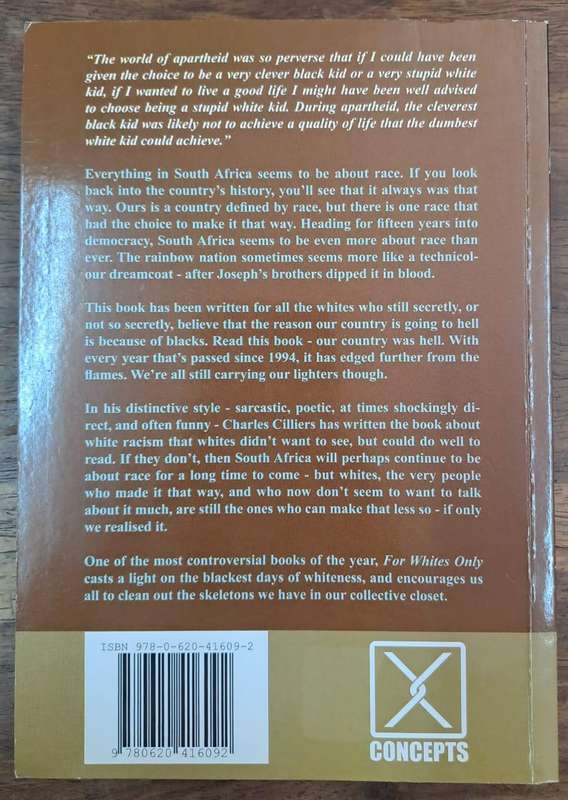 “The world of apartheid was so perverse that if I could have been
given the choice to be a very clever black kid or a very stupid white
kid, if I wanted to live a good life I might have been well advised
to choose being a stupid white kid. During apartheid, the cleverest
black kid was likely not to achieve a quality of life that the dumbest
white kid could achieve.”
Everything in South Africa seems to be about race. If you look
back into the country’s history, you’ll see that it always was that
way. Ours is a country defined by race, but there is one race that
had the choice to make it that way. Heading for fifteen years into
democracy, South Africa seems to be even more about race than
ever. The rainbow nation sometimes seems more like a technicol-
our dreamcoat - after Joseph’s brothers dipped it in blood.
This book has been written for all the whites who still secretly, or
not so secretly, believe that the reason our country is going to hell
is because of blacks. Read this book - our country was hell. With
every year that’s passed since 1994, it has edged further from the
flames. We’re all still carrying our lighters though.
In his distinctive style - sarcastic, poetic, at times shockingly di-
rect, and often funny - Charles Cilliers has written the book about
white racism that whites didn’t want to see, but could do well to
read. If they don’t, then South Africa will perhaps continue to be
about race for a long time to come - but whites, the very people
who made it that way, and who now don’t seem to want to talk
about it much, are still the ones who can make that less so - if only
we realised it.
One of the most controversial books of the year, For Whites Only
casts a light on the blackest days of whiteness, and encourages us
all to clean out the skeletons we have in our collective closet.
ISBN 978-0-620-41609-2
9 780620 416092
X
CONCEPTS